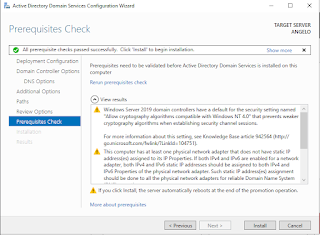 Active Directory Domain Services Configuration Wizard
Prerequisites Check
TARGET SERVER
ANGELO
All prerequisite checks passed successfully. Click 'Install' to begin installation.
Show more
Deployment Configuration
Domain Controller Options
DNS Options
Additional Options
Paths
Review Options
Prerequisites Check
Installation
Results
Prerequisites need to be validated before Active Directory Domain Services is installed on this
computer
Rerun prerequisites check
View results
Windows Server 2019 domain controllers have a default for the security setting named
"Allow cryptography algorithms compatible with Windows NT 4.0" that prevents weaker
cryptography algorithms when establishing security channel sessions.
For more information about this setting, see Knowledge Base article 942564 (http://
go.microsoft.com/fwlink/?LinkId=104751).
This computer has at least one physical network adapter that does not have static IP
address(es) assigned to its IP Properties. If both IPv4 and IPv6 are enabled for a network
adapter, both IPv4 and IPv6 static IP addresses should be assigned to both IPv4 and
IPv6 Properties of the physical network adapter. Such static IP address(es) assignment
should be done to all the physical network adapters for reliable Domain Name System
If you click Install, the server automatically reboots at the end of the promotion operation.
More about prerequisites
< Previous
Next >
Install
Cancel